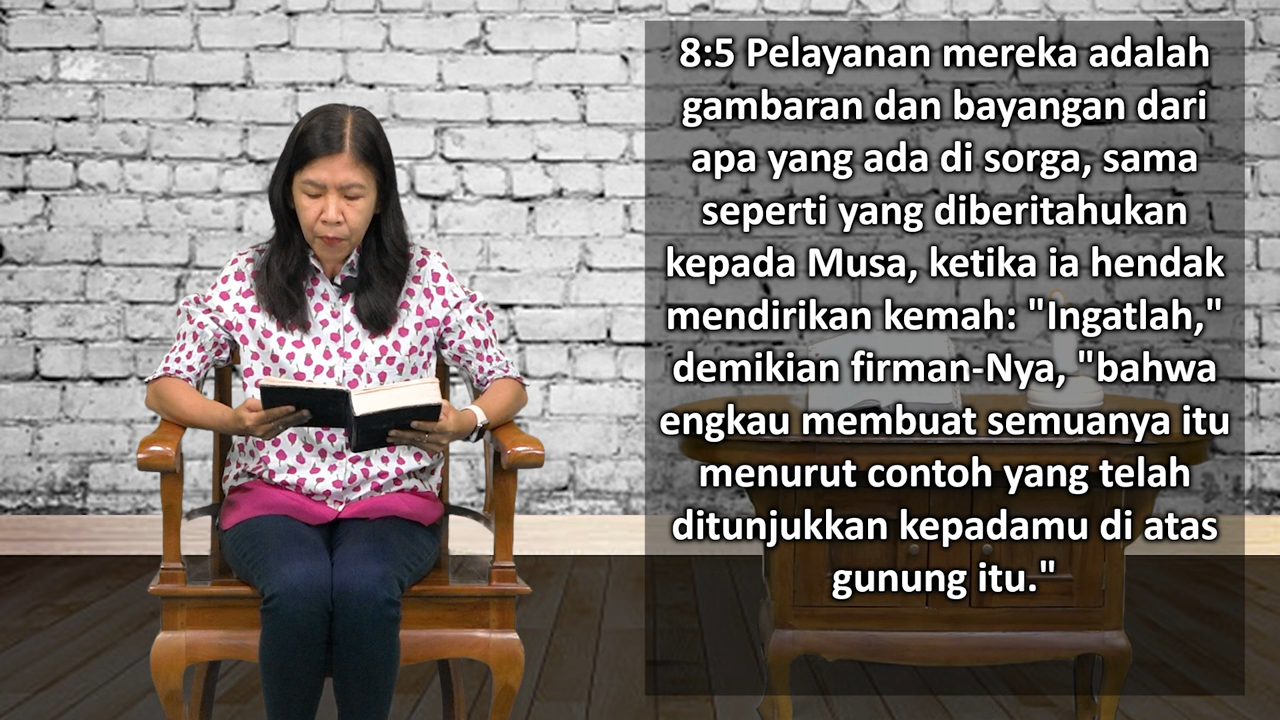 8:5 Pelayanan mereka adalah
gambaran dan bayangan dari
apa yang ada di sorga, sama
seperti yang diberitahukan
kepada Musa, ketika ia hendak
mendirikan kemah: "Ingatlah,"
demikian firman-Nya, "bahwa
engkau membuat semuanya itu
menurut contoh yang telah
ditunjukkan kepadamu di atas
gunung itu."